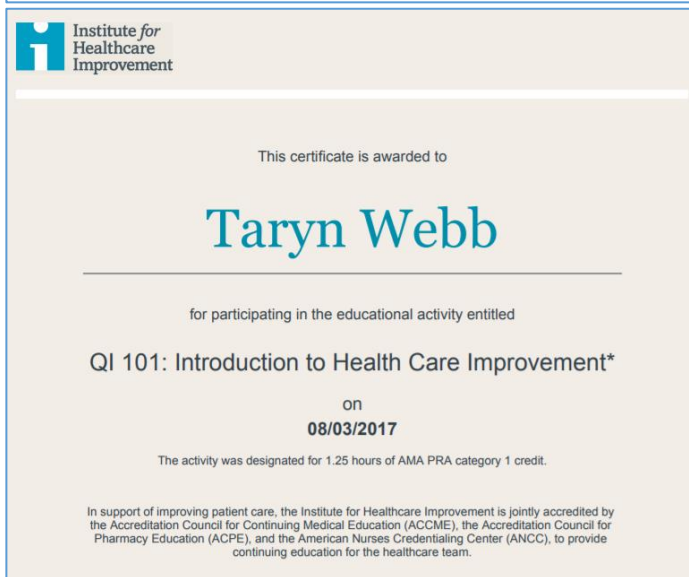 Institute for
Healthcare
Improvement
This certificate is awarded to
Taryn Webb
for participating in the educational activity entitled
QI 101: Introduction to Health Care Improvement*
on
08/03/2017
The activity was designated for 1.25 hours of AMA PRA category 1 credit.
In support of improving patient care, the Institute for Healthcare Improvement is jointly accredited by
the Accreditation Council for Continuing Medical Education (ACCME), the Accreditation Council for
Pharmacy Education (ACPE), and the American Nurses Credentialing Center (ANCC), to provide
continuing education for the healthcare team.